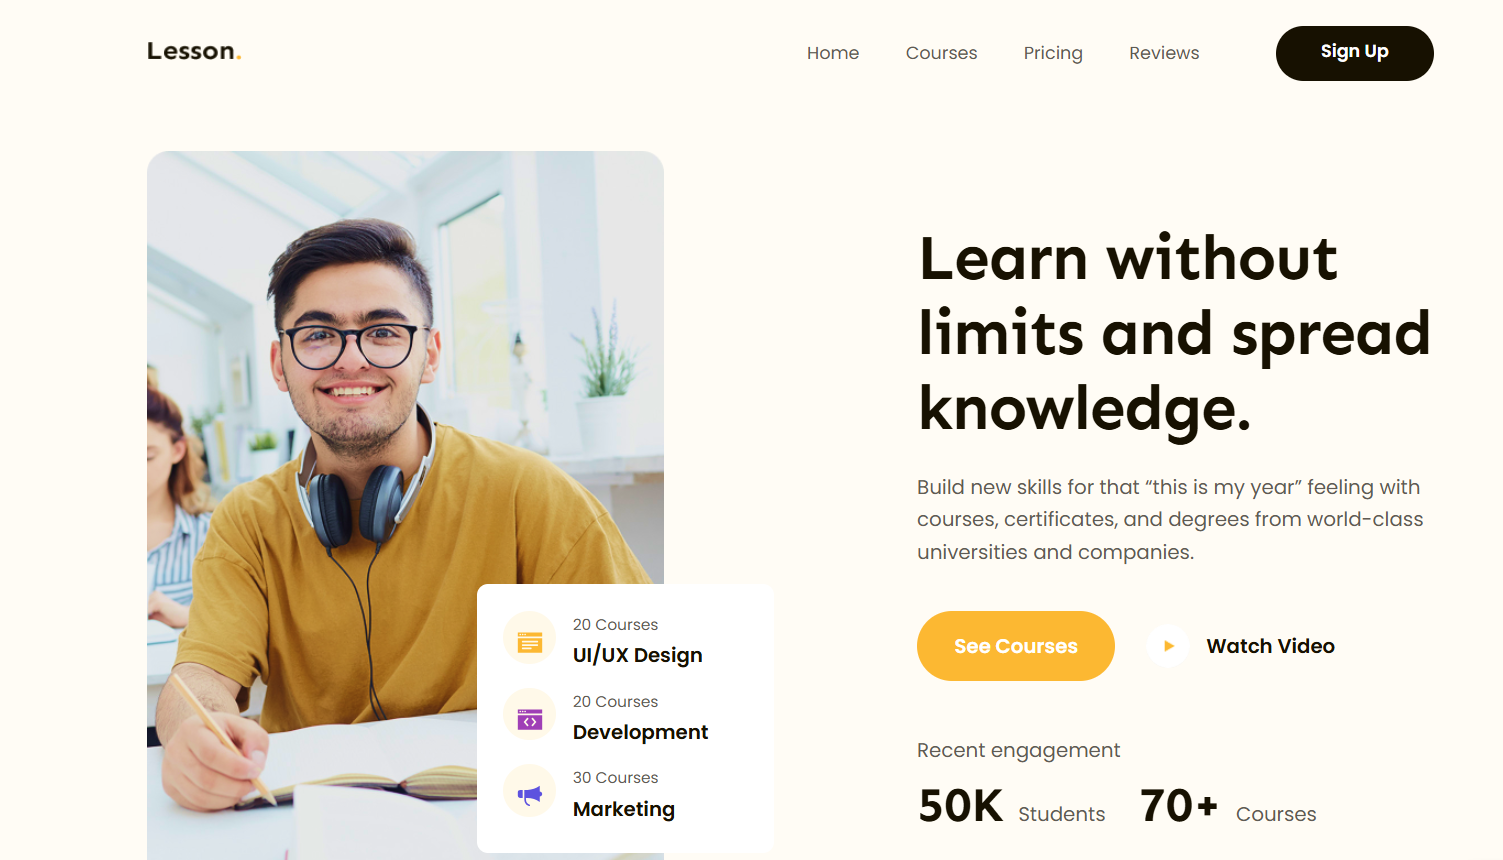 Lesson.
Home
Courses
Pricing
Reviews
Sign Up
Learn without
limits and spread
knowledge.
Build new skills for that “this is my year” feeling with
courses, certificates, and degrees from world-class
universities and companies.
See Courses
Watch Video
Recent engagement
50K Students
70+ Courses
20 Courses
UI/UX Design
20 Courses
Development
30 Courses
Marketing